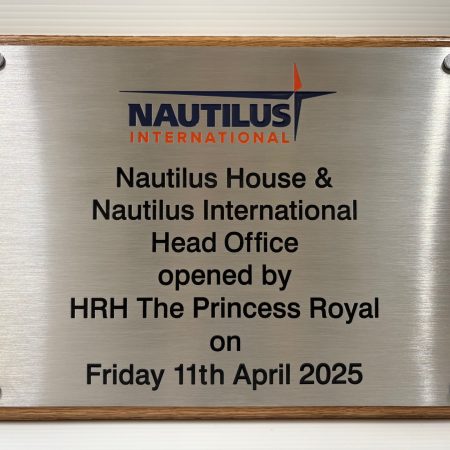 NAUTILUS
INTERNATIONAL
Nautilus House &
Nautilus International
Head Office
opened by
HRH The Princess Royal
on
Friday 11th April 2025